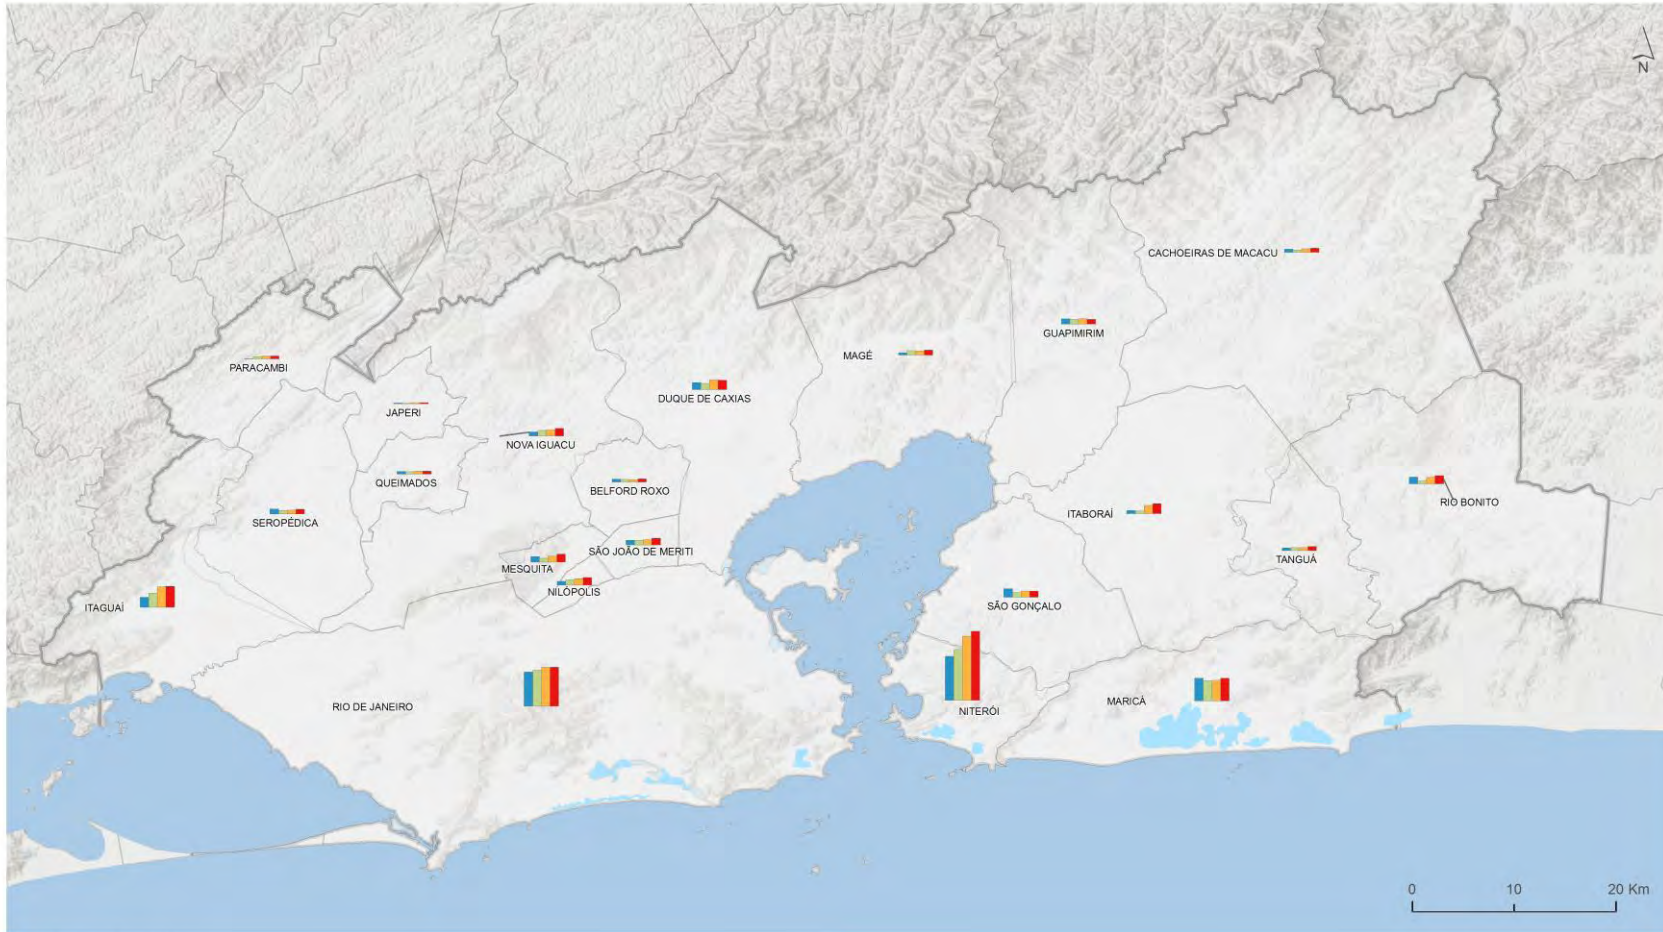 N
CACHOEIRAS DE MACACU
GUAPIMIRIM
MAGÉ
PARACAMBI
DUQUE DE CAXIAS
JAPERI
NOVA IGUACU
QUEIMADOS
BELFORD ROXO
RIO BONITO
SEROPÉDICA
ITABORAÍ
SÃO JOÃO DE MERITI
TANGUÁ
MESQUITA
NILÓPOLIS
ITAGUAÍ
SÃO GONÇALO
RIO DE JANEIRO
NITERÓI
MARICÁ
0 10 20 Km